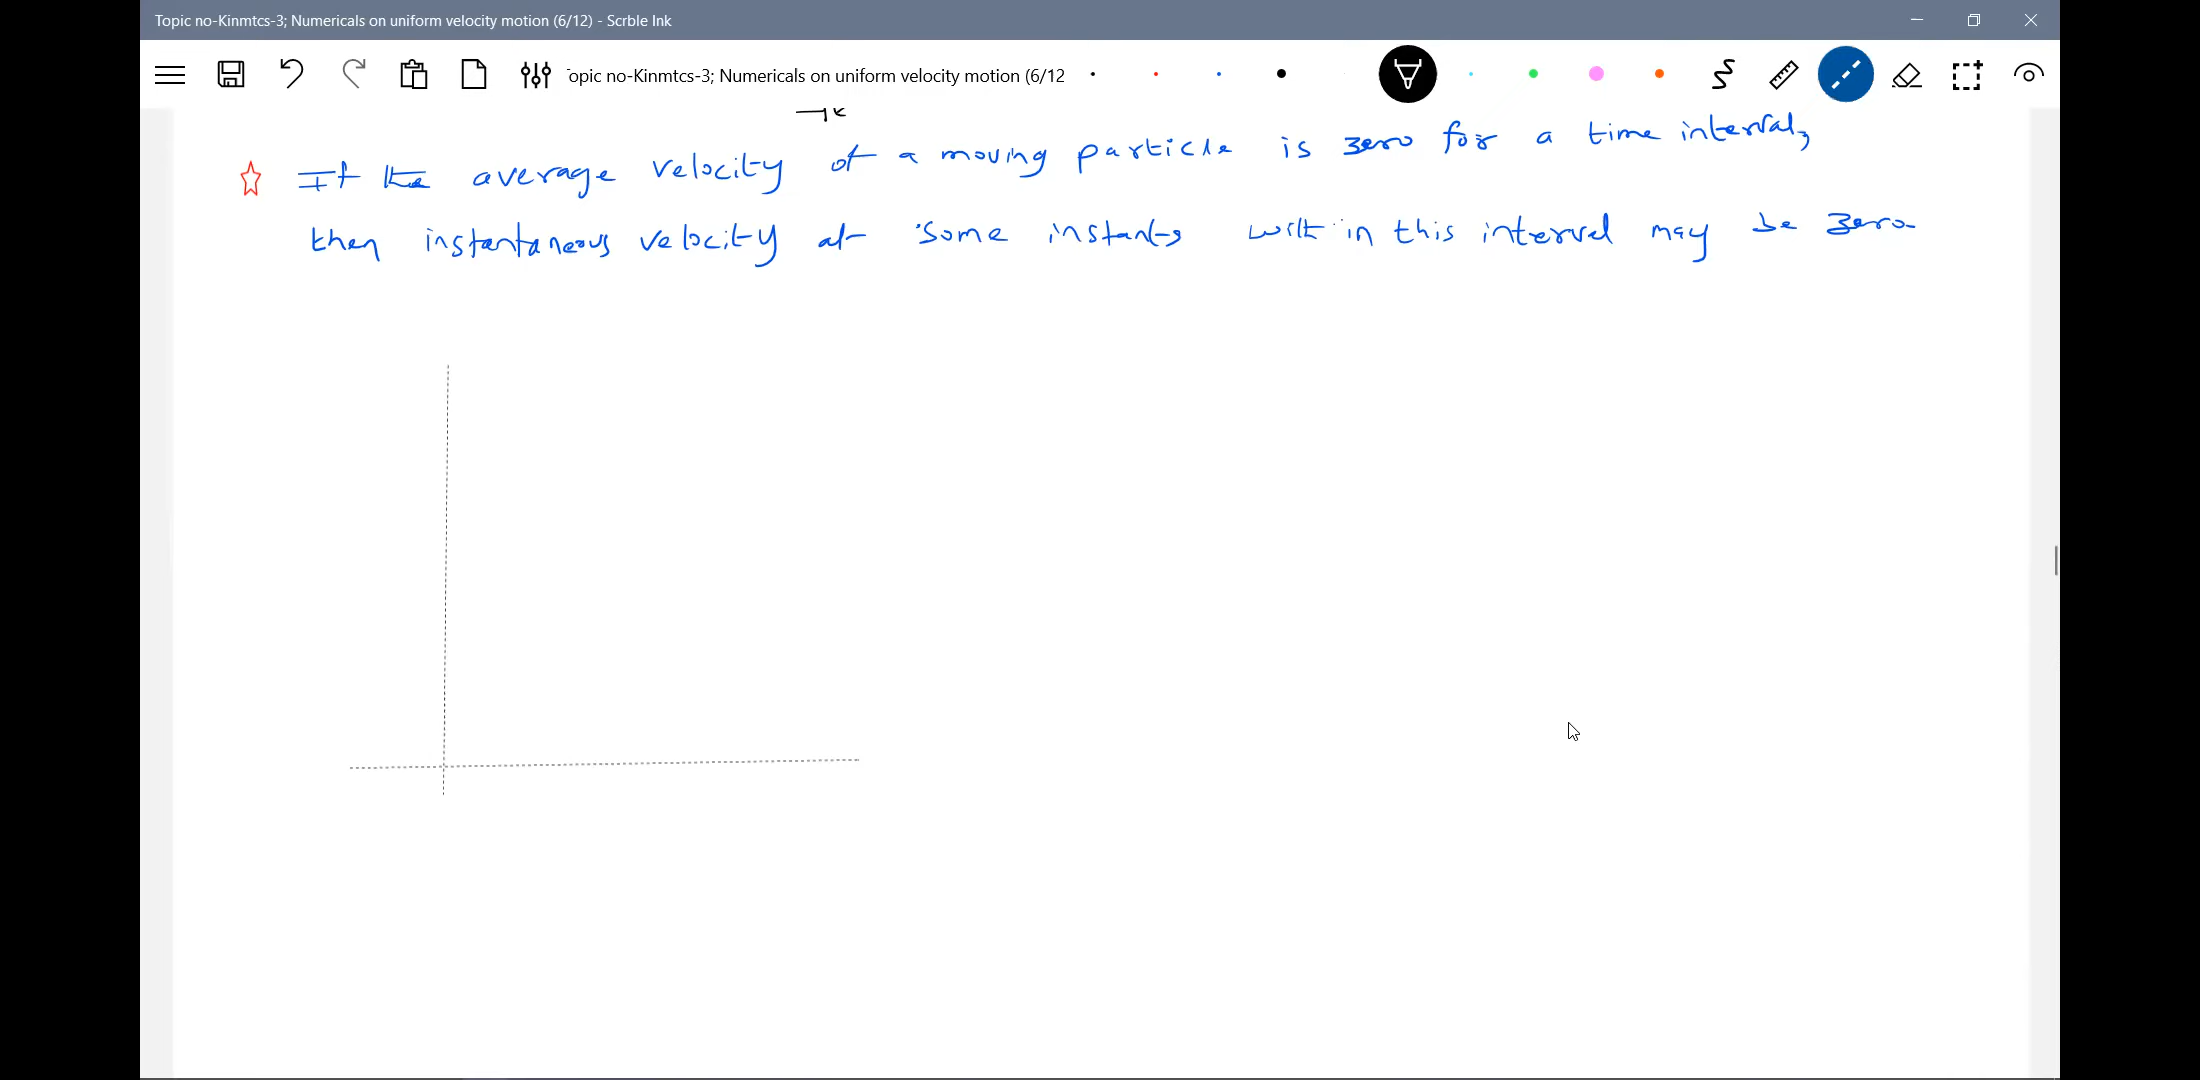 Topic no-Kinmtcs-3; Numericals on uniform velocity motion (6/12) - Scrble Ink
opic no-Kinmtcs-3; Numericals on uniform velocity motion (6/12
If the average velocity of a moving particle is zero for a time interval,
then instantaneous velocity at some instants within this interval may be zero